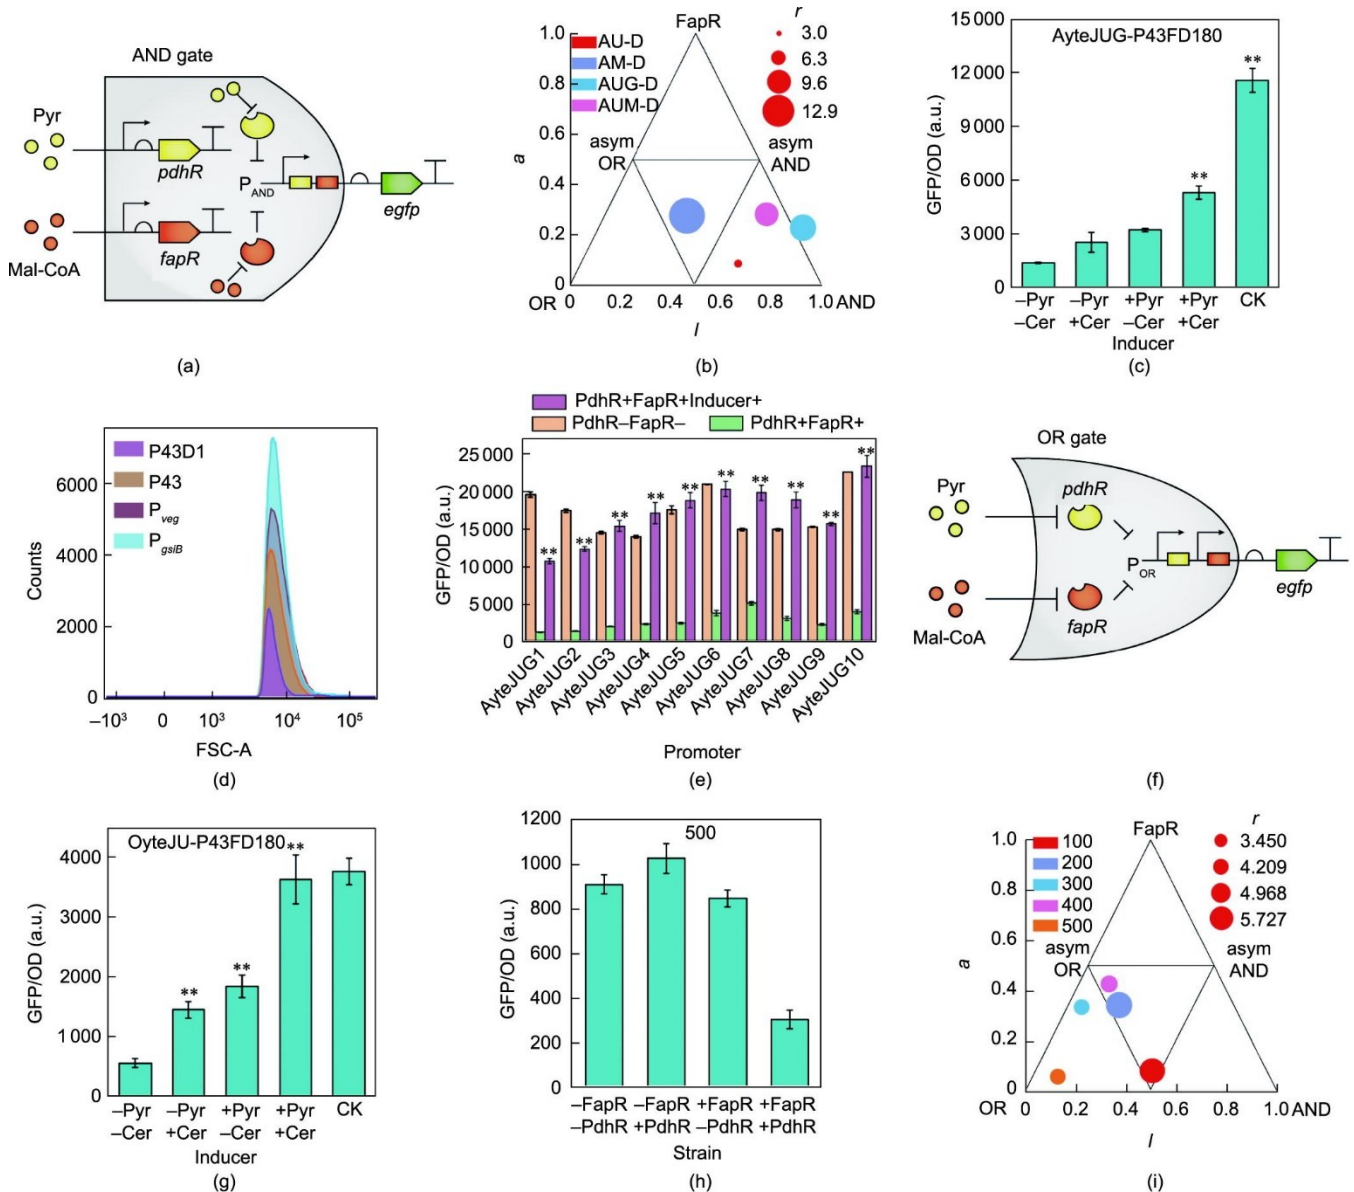 AND gate
Pyr
pdhR
P_AND
egfp
Mal-CoA
fapR
(a)
FapR
r
AU-D
AM-D
AUG-D
AUM-D
3.0
6.3
9.6
12.9
1.0
0.8
0.6
0.4
0.2
0
a
asym
OR
asym
AND
OR 0 0.2 0.4 0.6 0.8 1.0 AND
l
(b)
15 000
12 000
9000
6000
3000
0
GFP/OD (a.u.)
AyteJUG-P43FD180
**
**
–Pyr –Pyr +Pyr +Pyr CK
–Cer +Cer –Cer +Cer
Inducer
(c)
P43D1
P43
P_veg
P_gsiB
6000
4000
2000
0
Counts
–10³ 0 10³ 10⁴ 10⁵
FSC-A
(d)
PdhR+FapR+Inducer+
PdhR–FapR– PdhR+FapR+
25 000
20 000
15 000
10 000
5 000
0
GFP/OD (a.u.)
** ** ** ** ** ** ** ** ** **
AyteJUG1 AyteJUG2 AyteJUG3 AyteJUG4 AyteJUG5 AyteJUG6 AyteJUG7 AyteJUG8 AyteJUG9 AyteJUG10
Promoter
(e)
OR gate
Pyr
pdhR
P_OR
egfp
Mal-CoA
fapR
(f)
OyteJU-P43FD180
4000
3000
2000
1 000
0
GFP/OD (a.u.)
** ** **
–Pyr –Pyr +Pyr +Pyr CK
–Cer +Cer –Cer +Cer
Inducer
(g)
500
1200
1000
800
600
400
200
0
GFP/OD (a.u.)
–FapR –FapR +FapR +FapR
–PdhR +PdhR –PdhR +PdhR
Strain
(h)
FapR
r
100
200
300
400
500
3.450
4.209
4.968
5.727
1.0
0.8
0.6
0.4
0.2
0
a
asym
OR
asym
AND
OR 0 0.2 0.4 0.6 0.8 1.0 AND
l
(i)